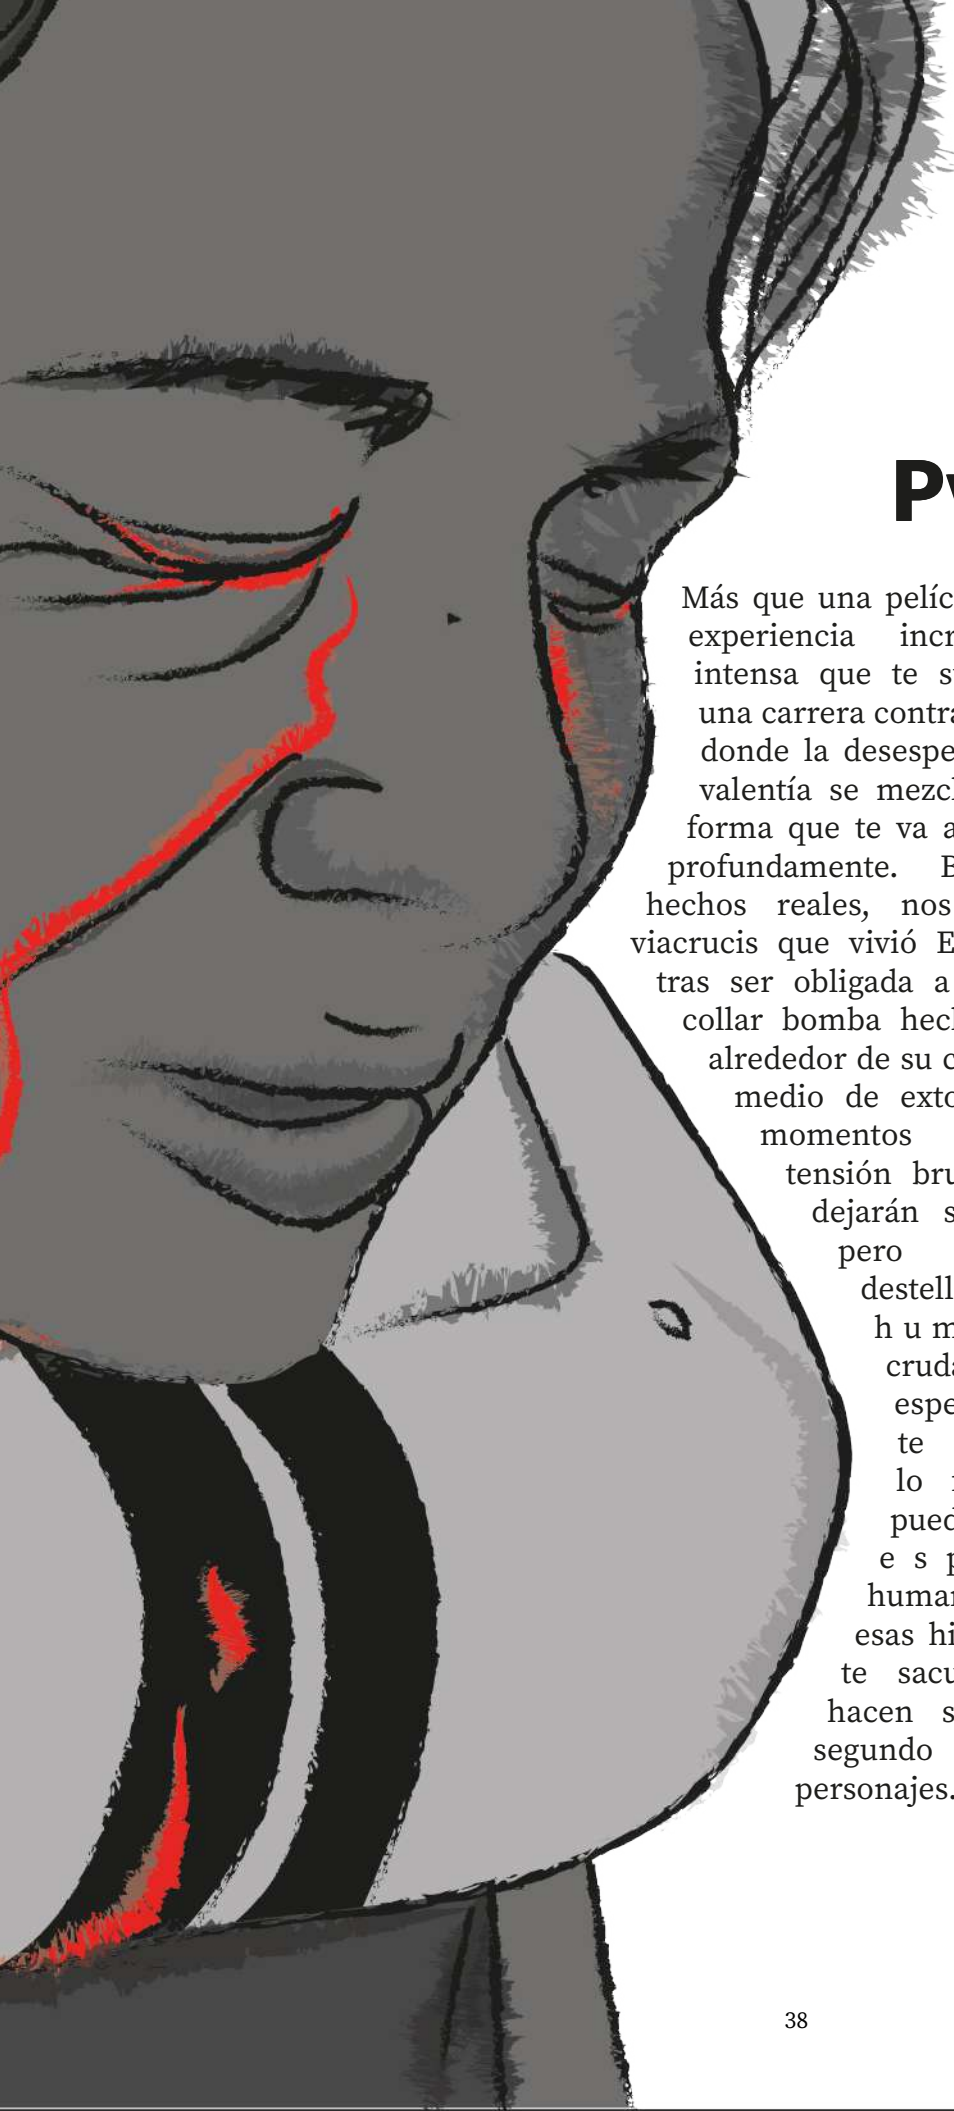 Más que una pelíc
experiencia incr
intensa que te s
una carrera contra
donde la desespe
valentía se mezcl
forma que te va a
profundamente. B
hechos reales, nos
viacrucis que vivió E
tras ser obligada a
collar bomba hecl
alrededor de su c
medio de exto
momentos
tensión bru
dejarán s
pero
destell
h u m
cruda
espe
te
lo
pued
e s p
human
esas hi
te sacu
hacen s
segundo
personajes.
38